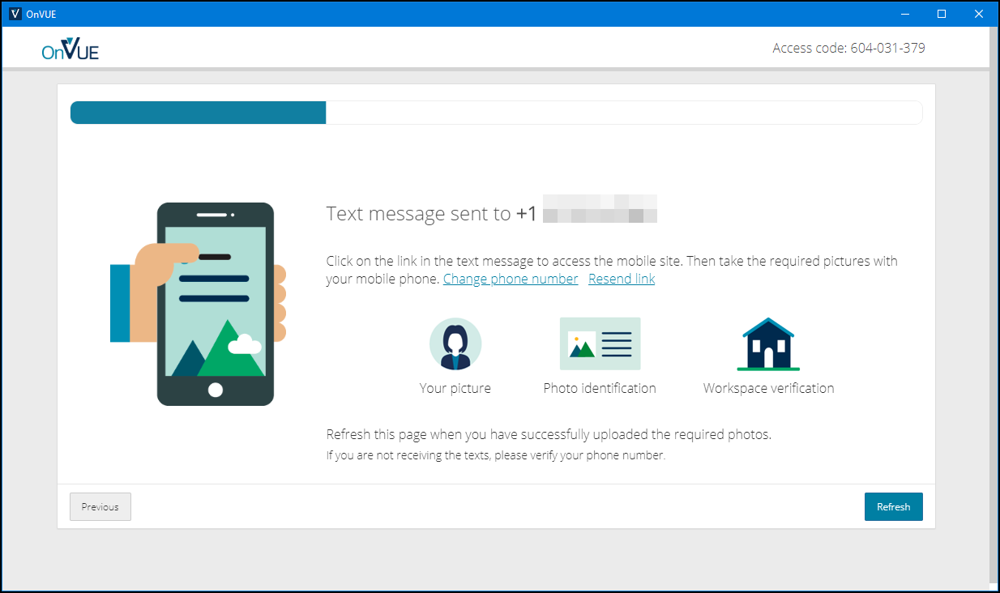 OnVUE
OnVUE
Access code: 604-031-379
Text message sent to +1
Click on the link in the text message to access the mobile site. Then take the required pictures with
your mobile phone. Change phone number Resend link
Your picture
Photo identification
Workspace verification
Refresh this page when you have successfully uploaded the required photos.
If you are not receiving the texts, please verify your phone number.
Previous
Refresh